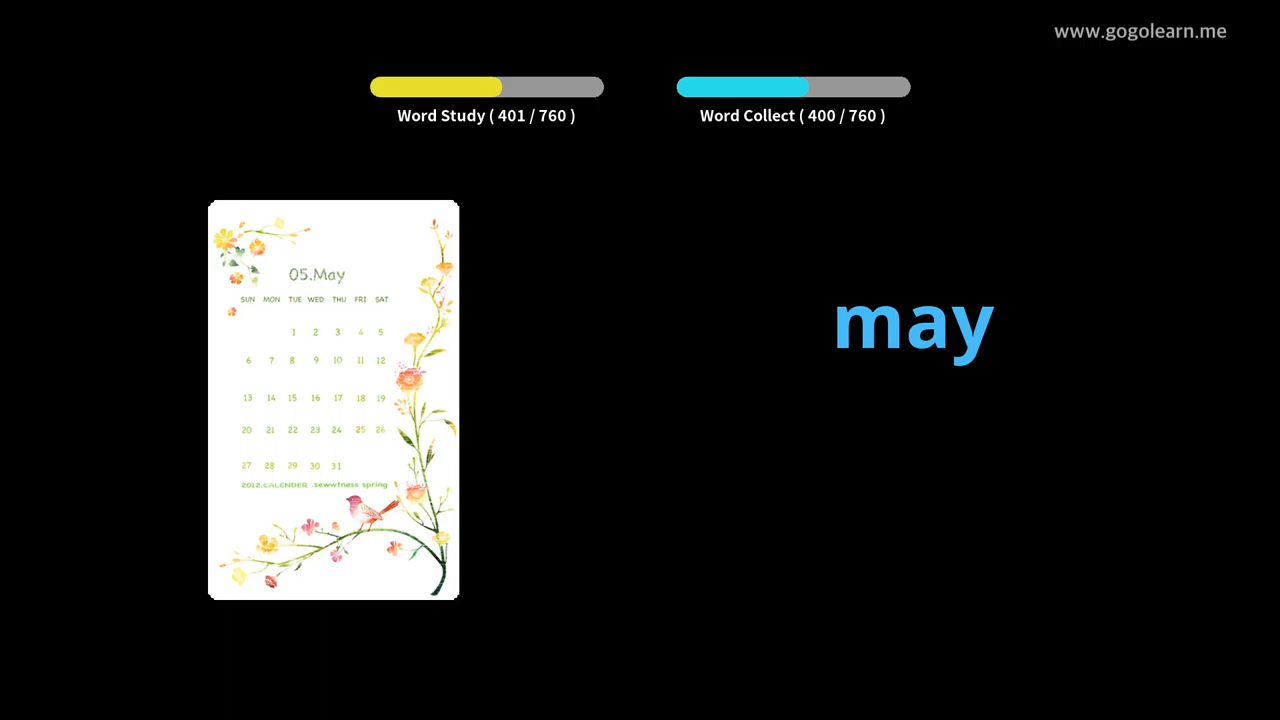 www.gogolearn.me
Word Study ( 401 / 760 )
Word Collect ( 400 / 760 )
05.May
SUN MON TUE WED THU FRI SAT
1 2 3 4 5
6 7 8 9 10 11 12
13 14 15 16 17 18 19
20 21 22 23 24 25 26
27 28 29 30 31
2012.CALENDER .sewwtness spring
may